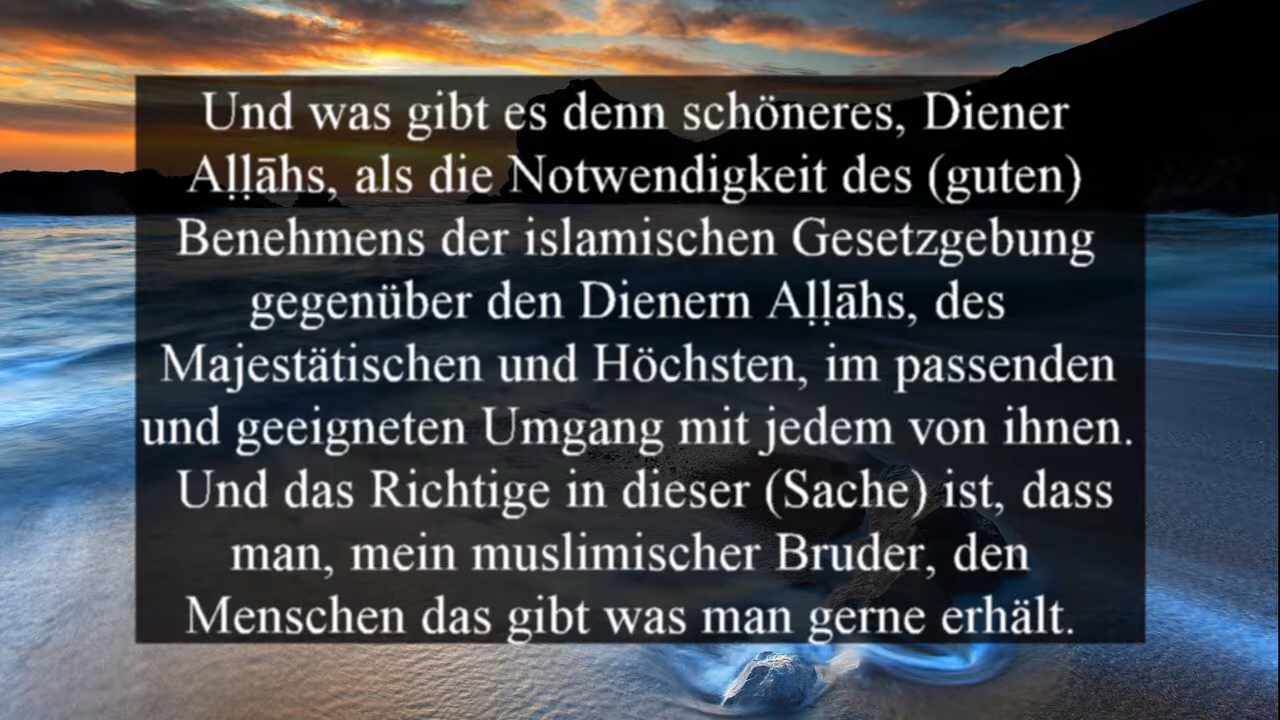 Und was gibt es denn schöneres, Diener
Aḷḷāhs, als die Notwendigkeit des (guten)
Benehmens der islamischen Gesetzgebung
gegenüber den Dienern Aḷḷāhs, des
Majestätischen und Höchsten, im passenden
und geeigneten Umgang mit jedem von ihnen.
Und das Richtige in dieser (Sache) ist, dass
man, mein muslimischer Bruder, den
Menschen das gibt was man gerne erhält.